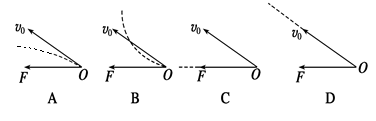 v₀ F O v₀ F O v₀ F O v₀ F O
A B C D